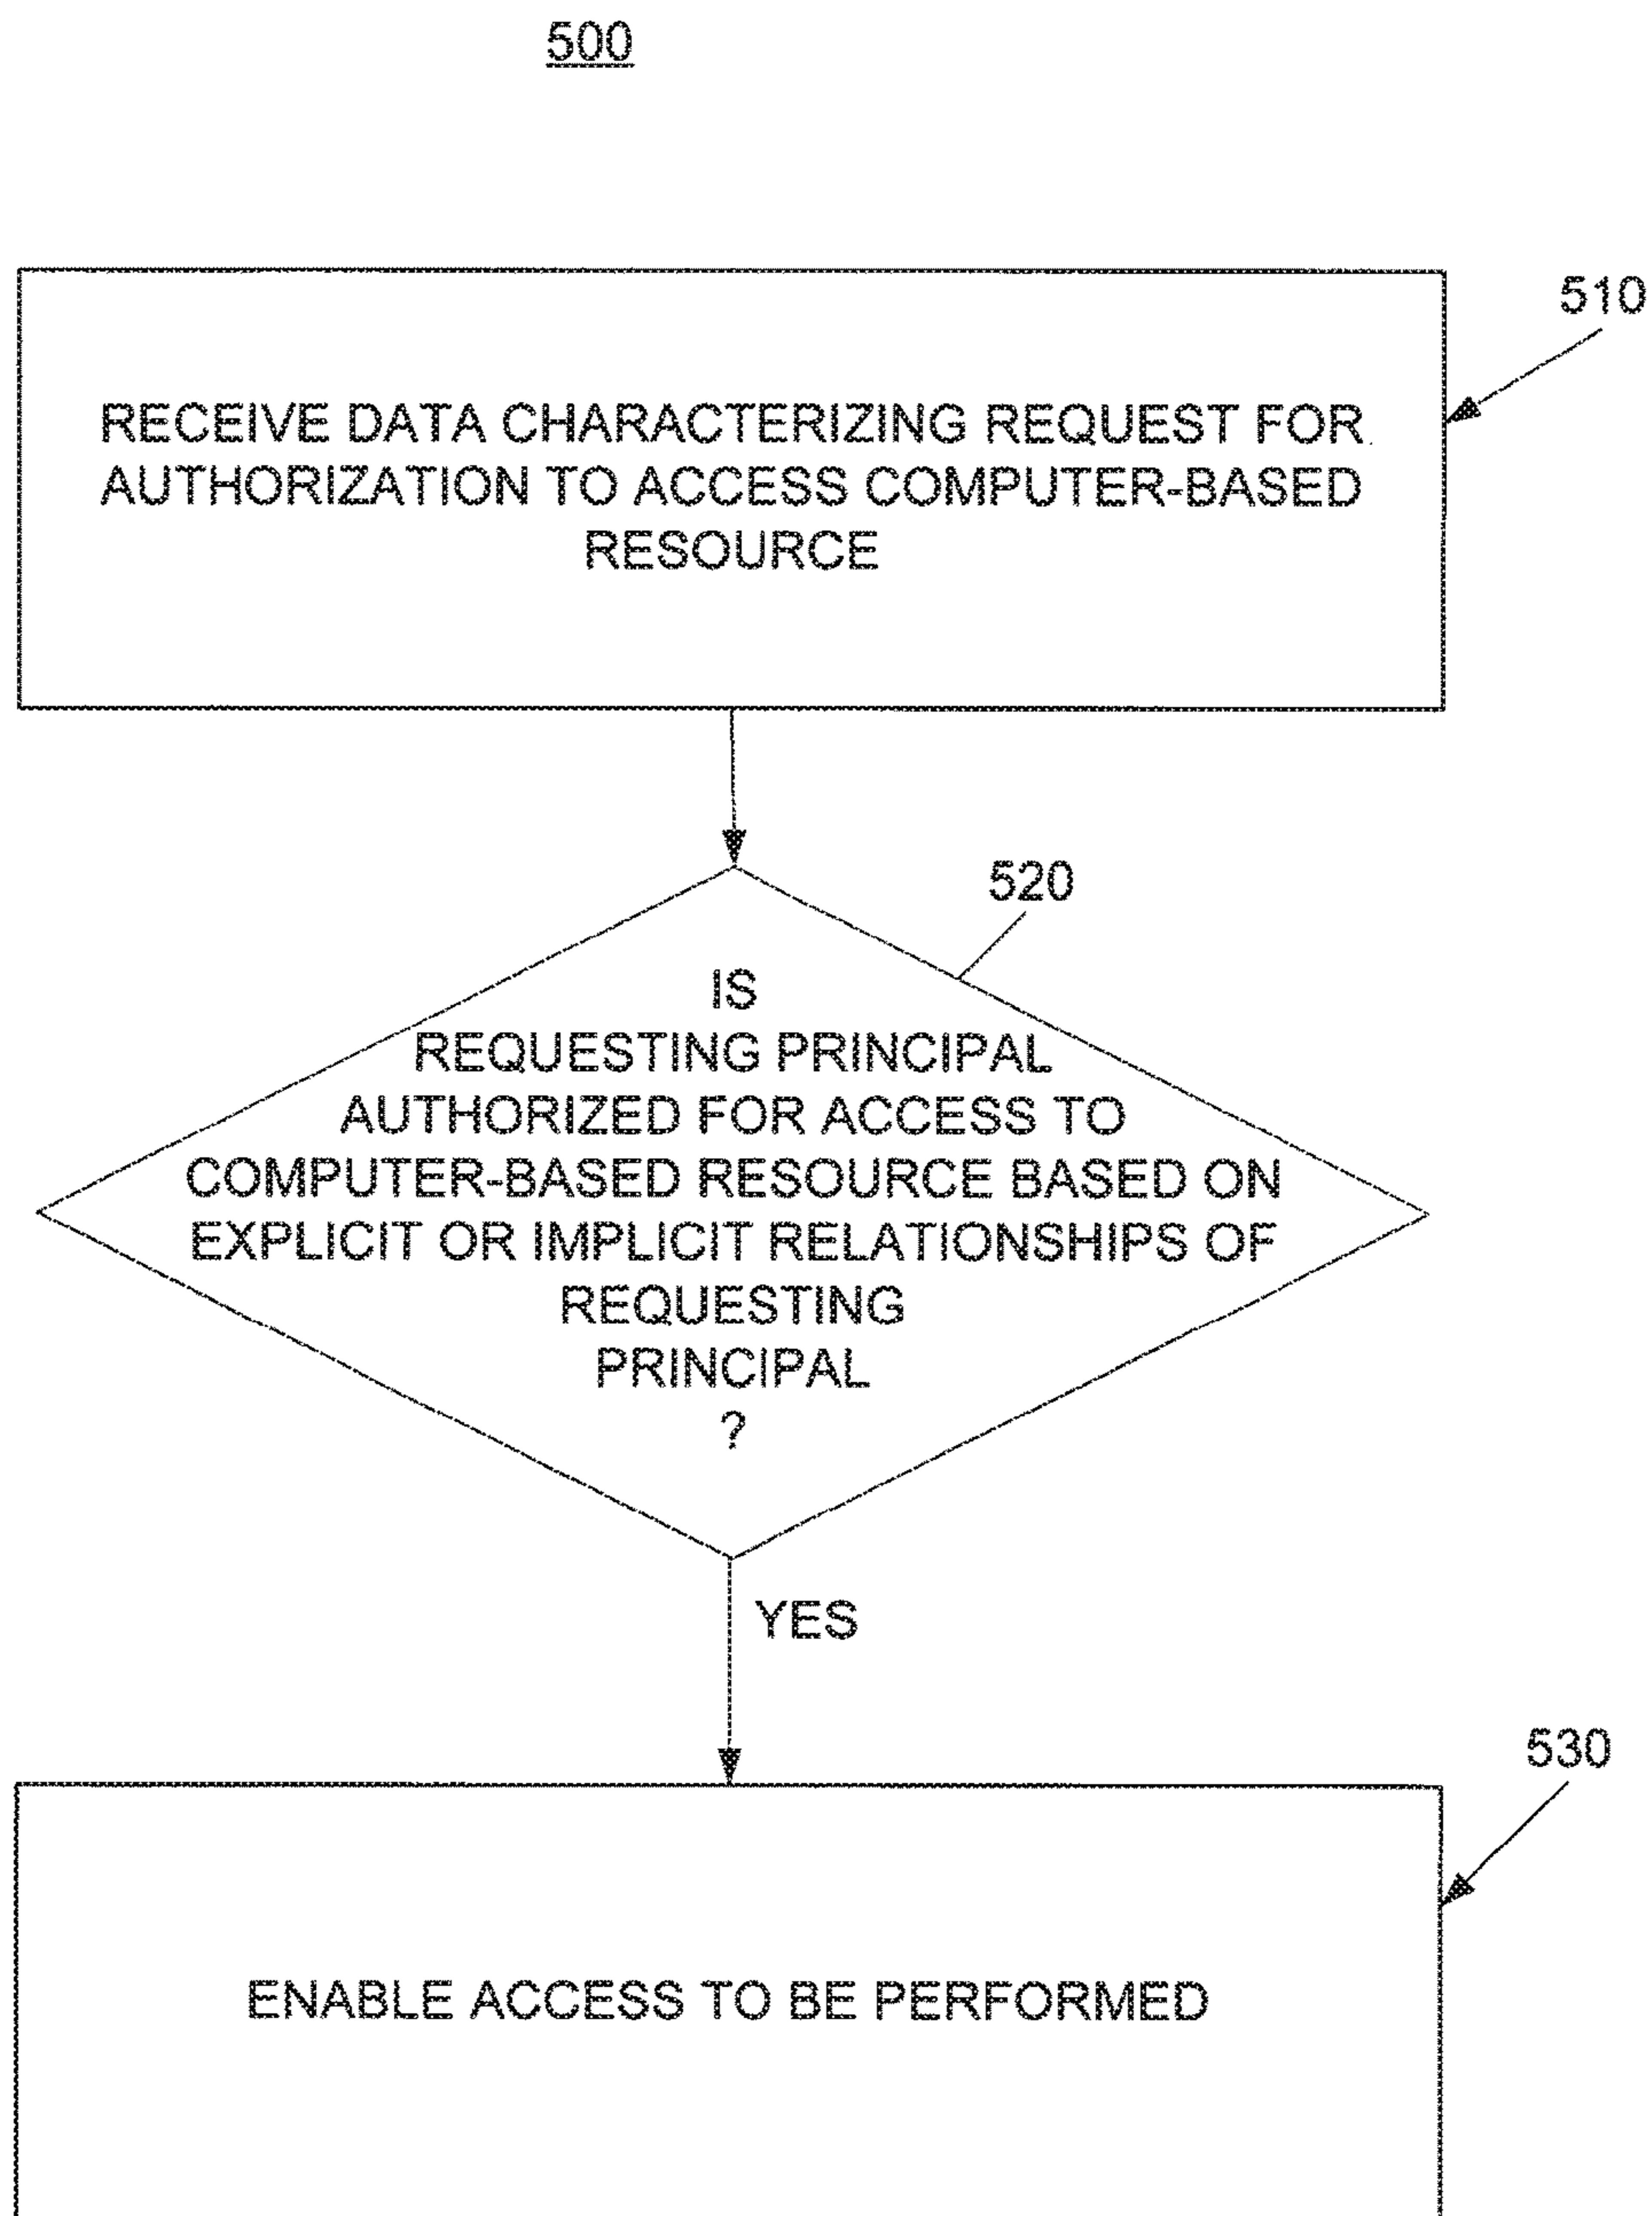 500
510
RECEIVE DATA CHARACTERIZING REQUEST FOR
AUTHORIZATION TO ACCESS COMPUTER-BASED
RESOURCE
520
IS
REQUESTING PRINCIPAL
AUTHORIZED FOR ACCESS TO
COMPUTER-BASED RESOURCE BASED ON
EXPLICIT OR IMPLICIT RELATIONSHIPS OF
REQUESTING
PRINCIPAL
?
YES
530
ENABLE ACCESS TO BE PERFORMED